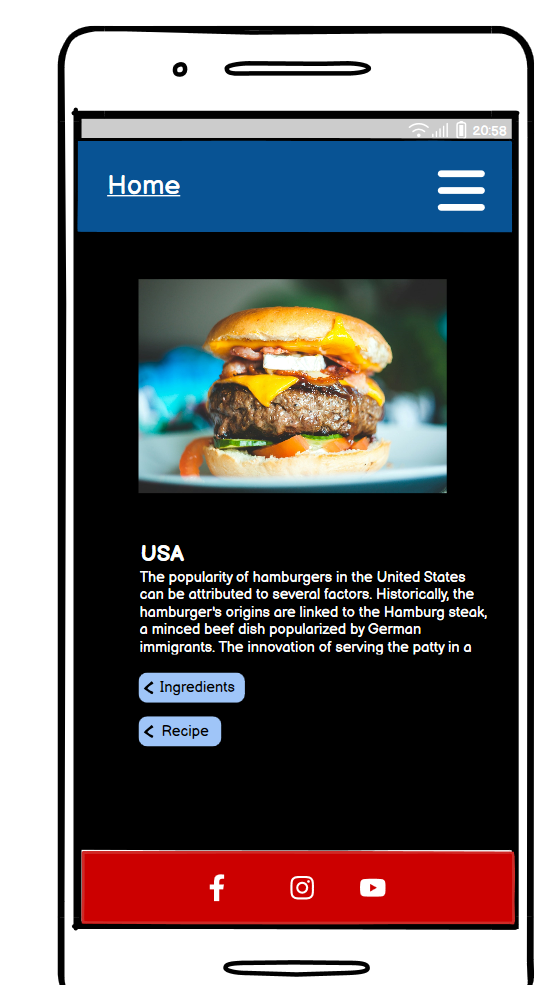 20:58
Home
USA
The popularity of hamburgers in the United States
can be attributed to several factors. Historically, the
hamburger's origins are linked to the Hamburg steak,
a minced beef dish popularized by German
immigrants. The innovation of serving the patty in a
Ingredients
Recipe